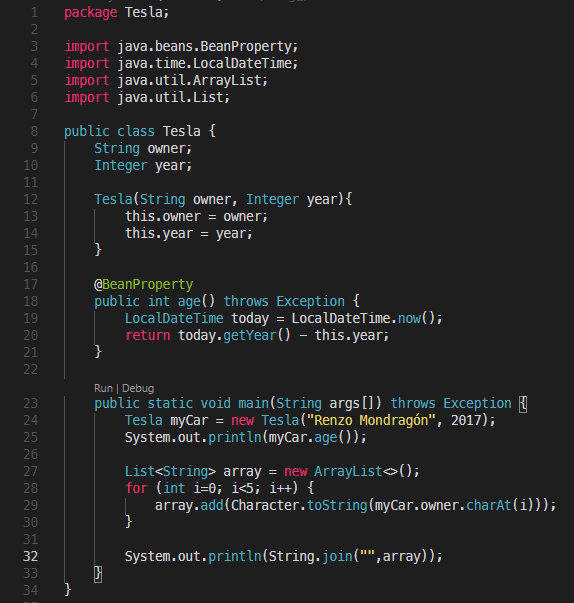 1 package Tesla;
2
3 import java.beans.BeanProperty;
4 import java.time.LocalDateTime;
5 import java.util.ArrayList;
6 import java.util.List;
7
8 public class Tesla {
9     String owner;
10     Integer year;
11
12     Tesla(String owner, Integer year){
13         this.owner = owner;
14         this.year = year;
15     }
16
17     @BeanProperty
18     public int age() throws Exception {
19         LocalDateTime today = LocalDateTime.now();
20         return today.getYear() - this.year;
21     }
22
Run | Debug
23     public static void main(String args[]) throws Exception {
24         Tesla myCar = new Tesla("Renzo Mondragón", 2017);
25         System.out.println(myCar.age());
26
27         List<String> array = new ArrayList<>();
28         for (int i=0; i<5; i++) {
29             array.add(Character.toString(myCar.owner.charAt(i)));
30         }
31
32         System.out.println(String.join("",array));
33     }
34 }